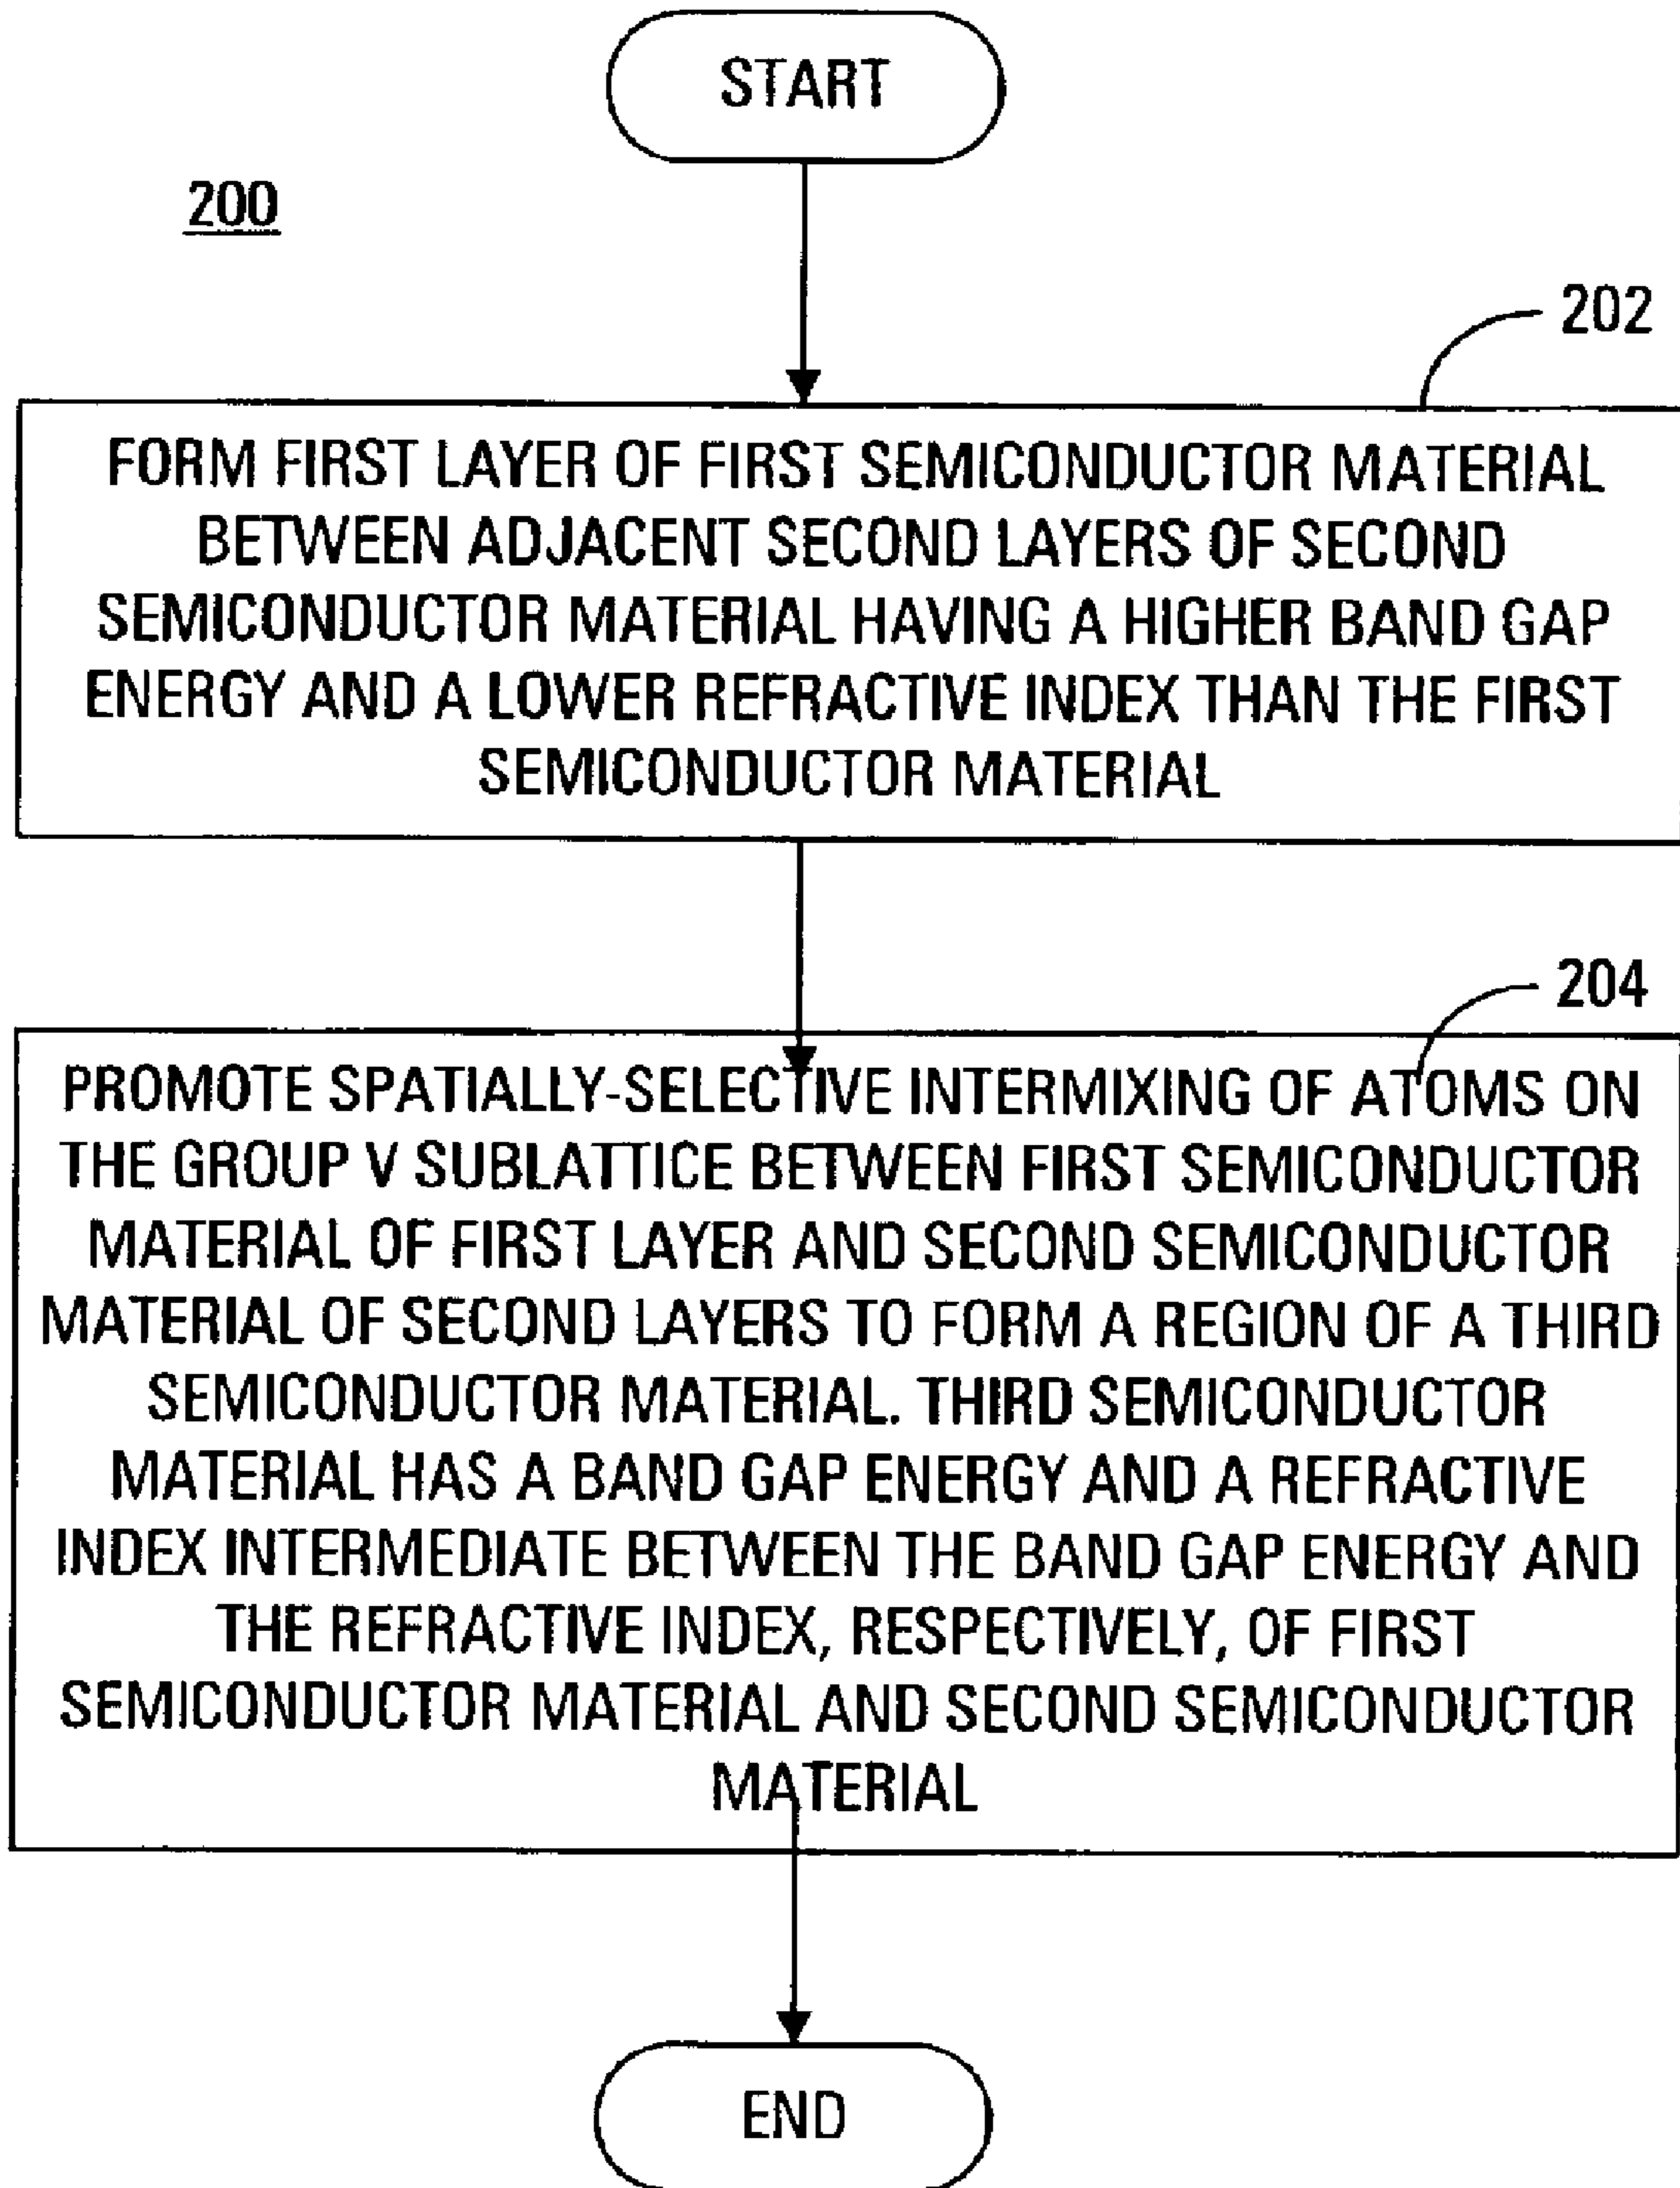 START
200
202
FORM FIRST LAYER OF FIRST SEMICONDUCTOR MATERIAL
BETWEEN ADJACENT SECOND LAYERS OF SECOND
SEMICONDUCTOR MATERIAL HAVING A HIGHER BAND GAP
ENERGY AND A LOWER REFRACTIVE INDEX THAN THE FIRST
SEMICONDUCTOR MATERIAL
204
PROMOTE SPATIALLY-SELECTIVE INTERMIXING OF ATOMS ON
THE GROUP V SUBLATTICE BETWEEN FIRST SEMICONDUCTOR
MATERIAL OF FIRST LAYER AND SECOND SEMICONDUCTOR
MATERIAL OF SECOND LAYERS TO FORM A REGION OF A THIRD
SEMICONDUCTOR MATERIAL. THIRD SEMICONDUCTOR
MATERIAL HAS A BAND GAP ENERGY AND A REFRACTIVE
INDEX INTERMEDIATE BETWEEN THE BAND GAP ENERGY AND
THE REFRACTIVE INDEX, RESPECTIVELY, OF FIRST
SEMICONDUCTOR MATERIAL AND SECOND SEMICONDUCTOR
MATERIAL
END